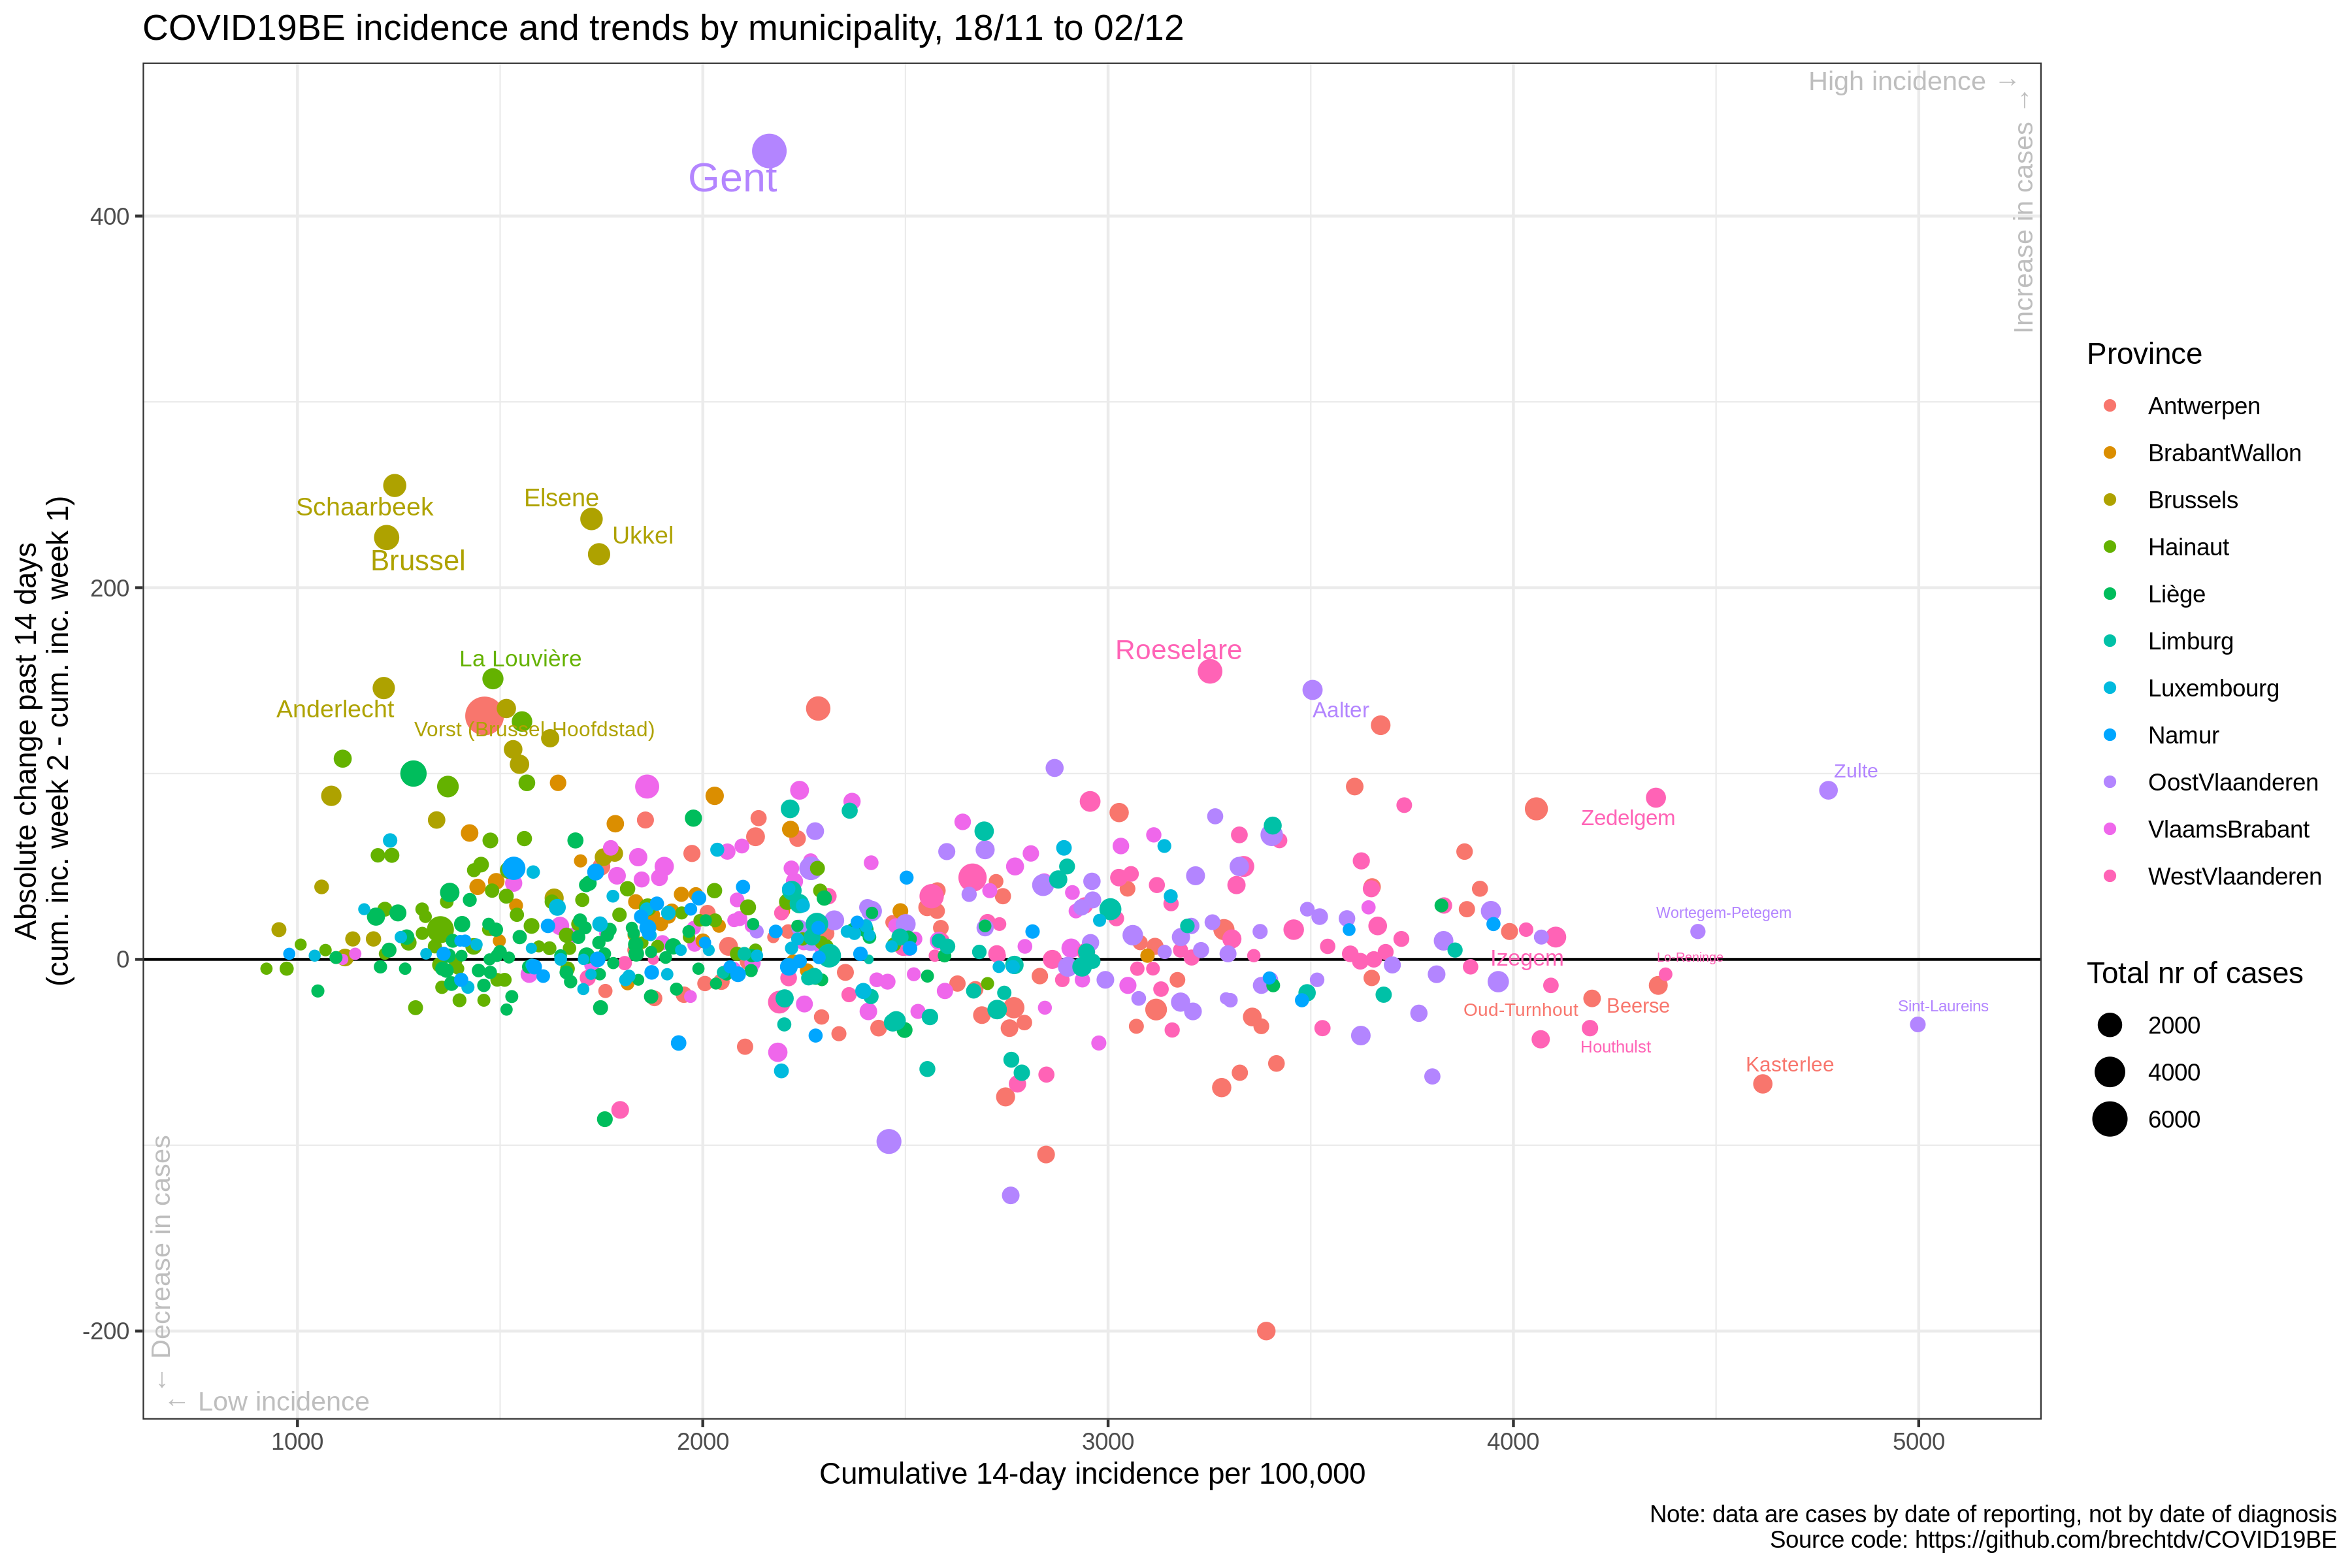 COVID19BE incidence and trends by municipality, 18/11 to 02/12
High incidence →
Increase in cases →
Gent
400
Schaarbeek
Elsene
Ukkel
Brussel
200
La Louvière
Roeselare
Anderlecht
Aalter
Vorst (Brussel-Hoofdstad)
Zulte
Zedelgem
Wortegem-Petegem
Izegem
Lo-Reninge
0
Oud-Turnhout
Beerse
Sint-Laureins
Houthulst
Kasterlee
-200
← Decrease in cases
← Low incidence
Absolute change past 14 days
(cum. inc. week 2 - cum. inc. week 1)
1000
2000
3000
4000
5000
Cumulative 14-day incidence per 100,000
Province
Antwerpen
BrabantWallon
Brussels
Hainaut
Liège
Limburg
Luxembourg
Namur
OostVlaanderen
VlaamsBrabant
WestVlaanderen
Total nr of cases
2000
4000
6000
Note: data are cases by date of reporting, not by date of diagnosis
Source code: https://github.com/brechtdv/COVID19BE